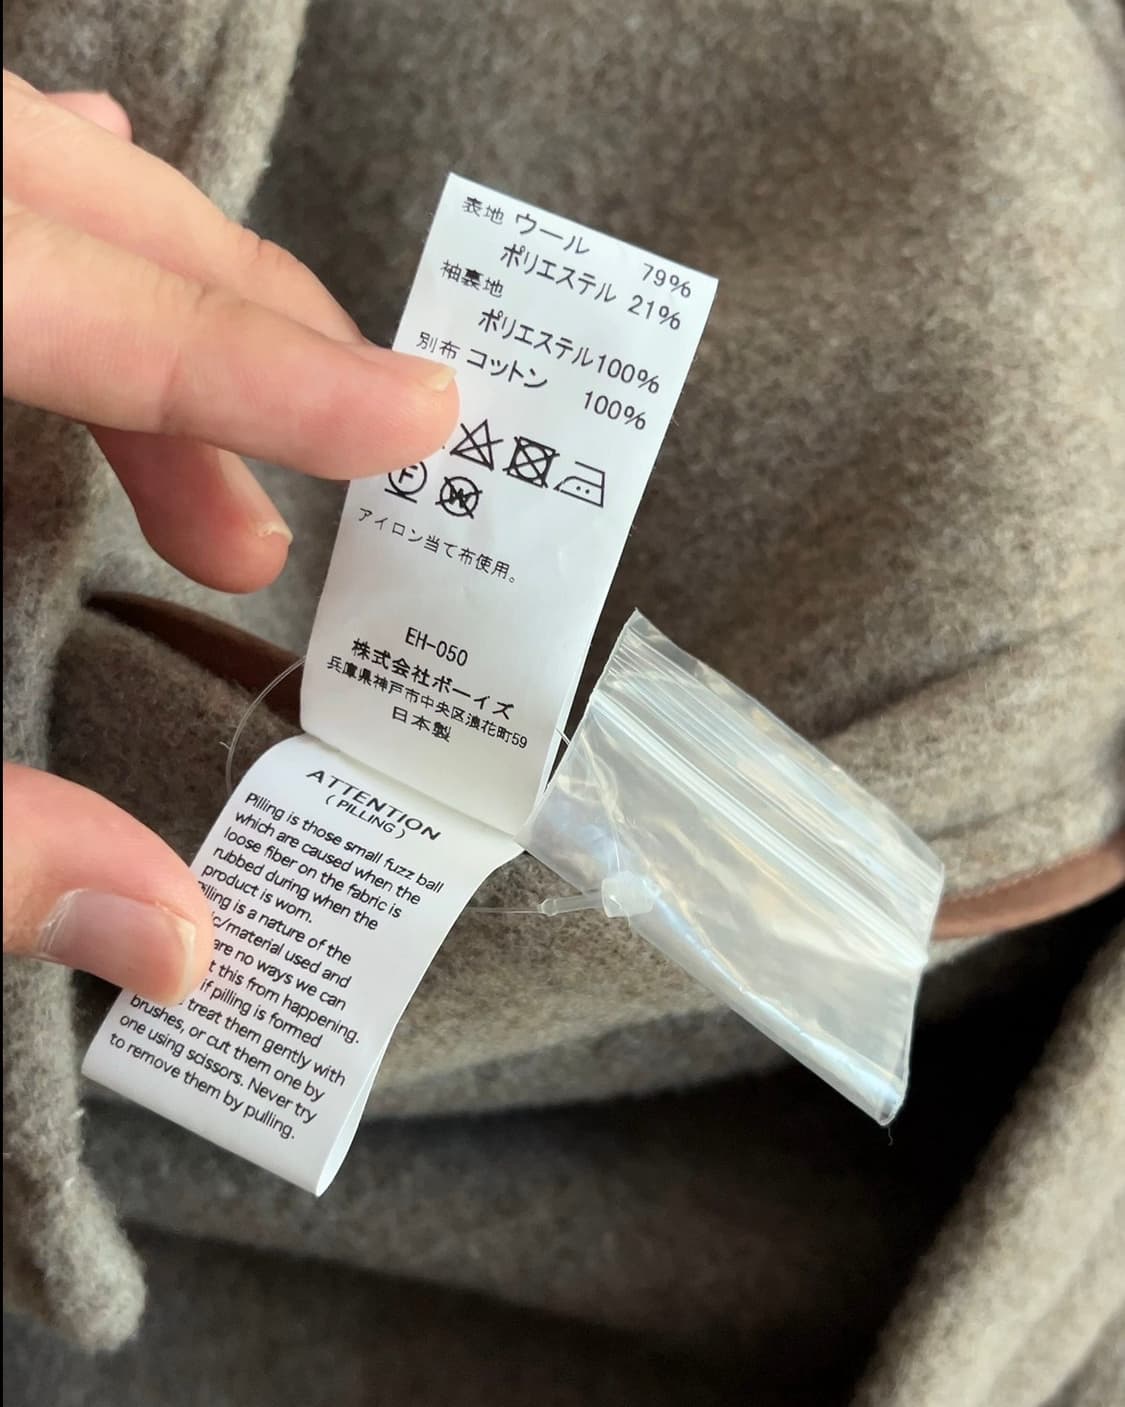 表地 ウール 79%
ポリエステル 21%
袖裏地
ポリエステル100%
別布 コットン 100%
F
W
アイロン当て布使用。
EH-050
株式会社ボーイズ
兵庫県神戸市中央区浪花町59
日本製
ATTENTION
( PILLING )
Pilling is those small fuzz ball
which are caused when the
loose fiber on the fabric is
rubbed during when the
product is worn.
Pilling is a nature of the
/material used and
are no ways we can
this from happening.
if pilling is formed
treat them gently with
brushes, or cut them one by
one using scissors. Never try
to remove them by pulling.